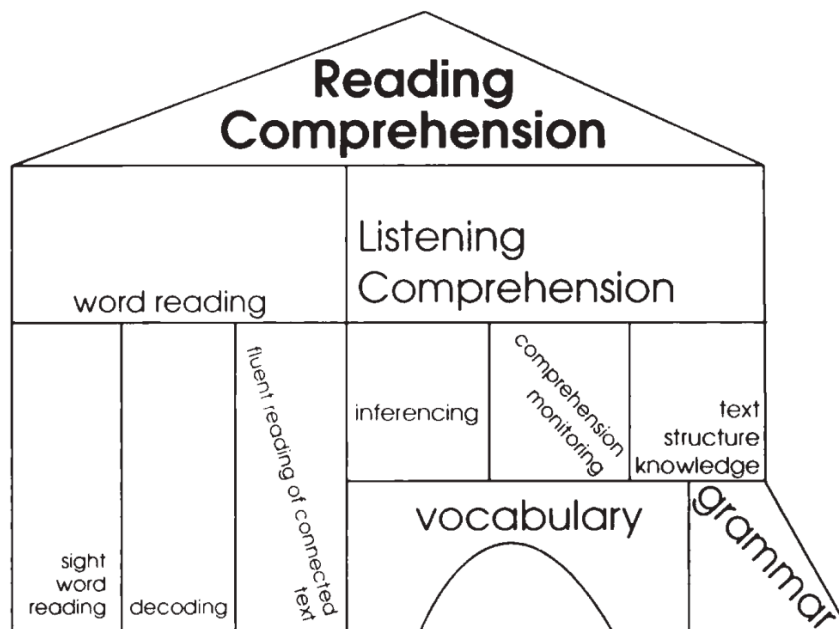 Reading
Comprehension
word reading
Listening
Comprehension
sight
word
reading
decoding
fluent reading of connected
text
inferencing
comprehension
monitoring
text
structure
knowledge
vocabulary
grammar